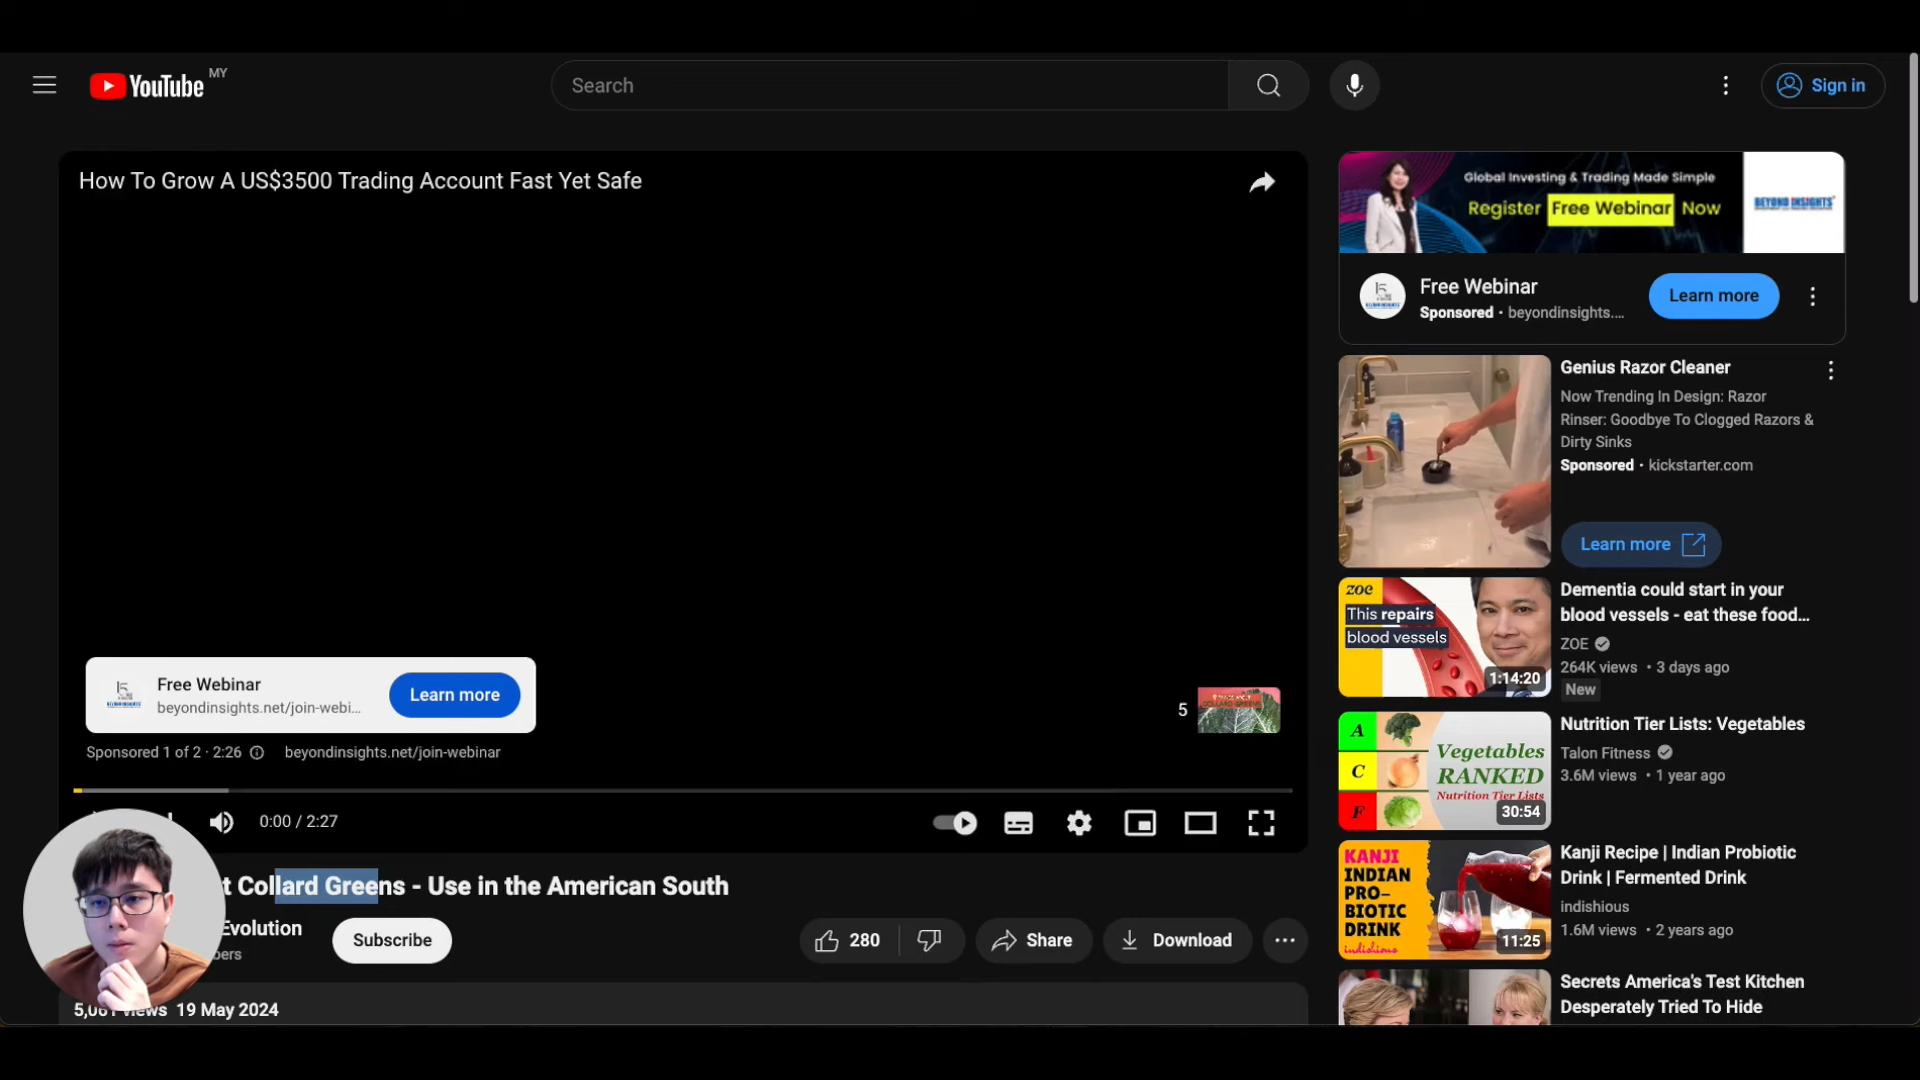 YouTube MY
Search
Sign in
How To Grow A US$3500 Trading Account Fast Yet Safe
Free Webinar
beyondinsights.net/join-webi...
Learn more
5
COLLARD GREENS
Sponsored 1 of 2 · 2:26
beyondinsights.net/join-webinar
0:00 / 2:27
t Collard Greens - Use in the American South
Evolution
bers
Subscribe
280
Share
Download
views 19 May 2024
Global Investing & Trading Made Simple
Register Free Webinar Now
BEYOND INSIGHTS
Free Webinar
Sponsored · beyondinsights....
Learn more
Genius Razor Cleaner
Now Trending In Design: Razor
Rinser: Goodbye To Clogged Razors &
Dirty Sinks
Sponsored · kickstarter.com
Learn more
ZOE
This repairs
blood vessels
1:14:20
Dementia could start in your
blood vessels - eat these food...
ZOE
264K views · 3 days ago
New
A
C
F
Vegetables
RANKED
Nutrition Tier Lists
30:54
Nutrition Tier Lists: Vegetables
Talon Fitness
3.6M views · 1 year ago
KANJI
INDIAN
PRO-
BIOTIC
DRINK
indishious
11:25
Kanji Recipe | Indian Probiotic
Drink | Fermented Drink
indishious
1.6M views · 2 years ago
Secrets America's Test Kitchen
Desperately Tried To Hide